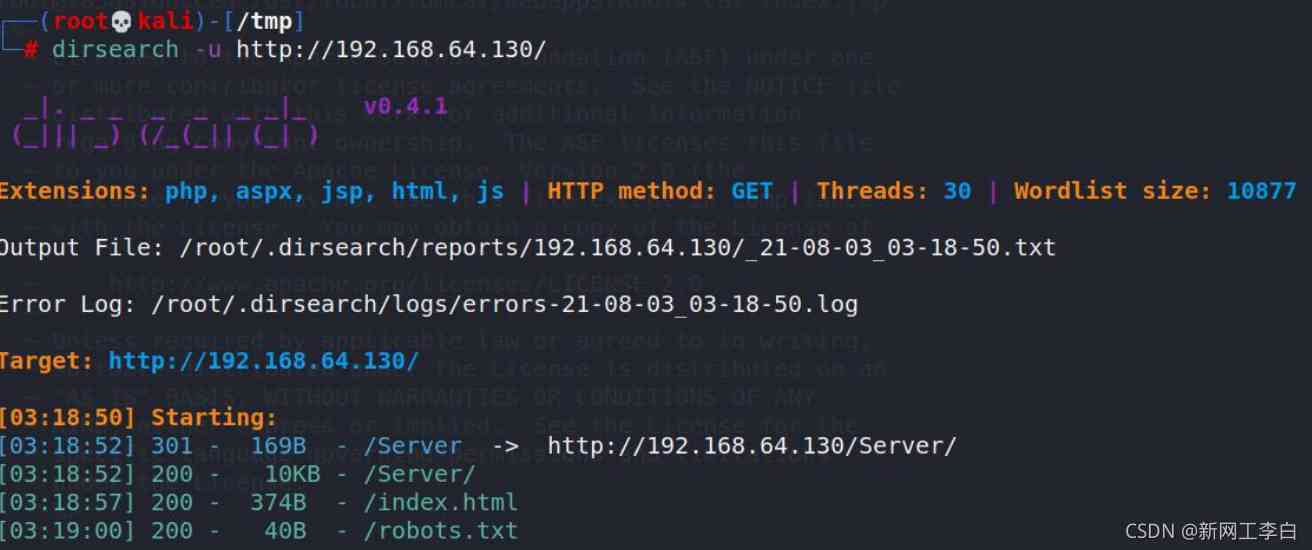 ┌──(root💀kali)-[/tmp]
└─# dirsearch -u http://192.168.64.130/
_|. _ _ _ _ _ _|_ v0.4.1
(_||| _) (/_(_|| (_| )
Extensions: php, aspx, jsp, html, js | HTTP method: GET | Threads: 30 | Wordlist size: 10877
Output File: /root/.dirsearch/reports/192.168.64.130/_21-08-03_03-18-50.txt
Error Log: /root/.dirsearch/logs/errors-21-08-03_03-18-50.log
Target: http://192.168.64.130/
[03:18:50] Starting:
[03:18:52] 301 - 169B - /Server -> http://192.168.64.130/Server/
[03:18:52] 200 - 10KB - /Server/
[03:18:57] 200 - 374B - /index.html
[03:19:00] 200 - 40B - /robots.txt
CSDN @新网工李白